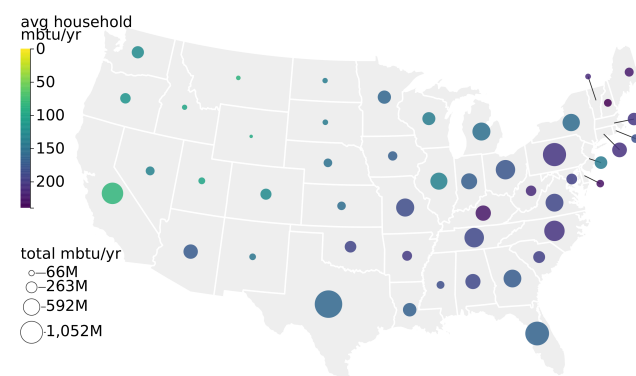 avg household
mbtu/yr
0
50
100
150
200
total mbtu/yr
66M
263M
592M
1,052M